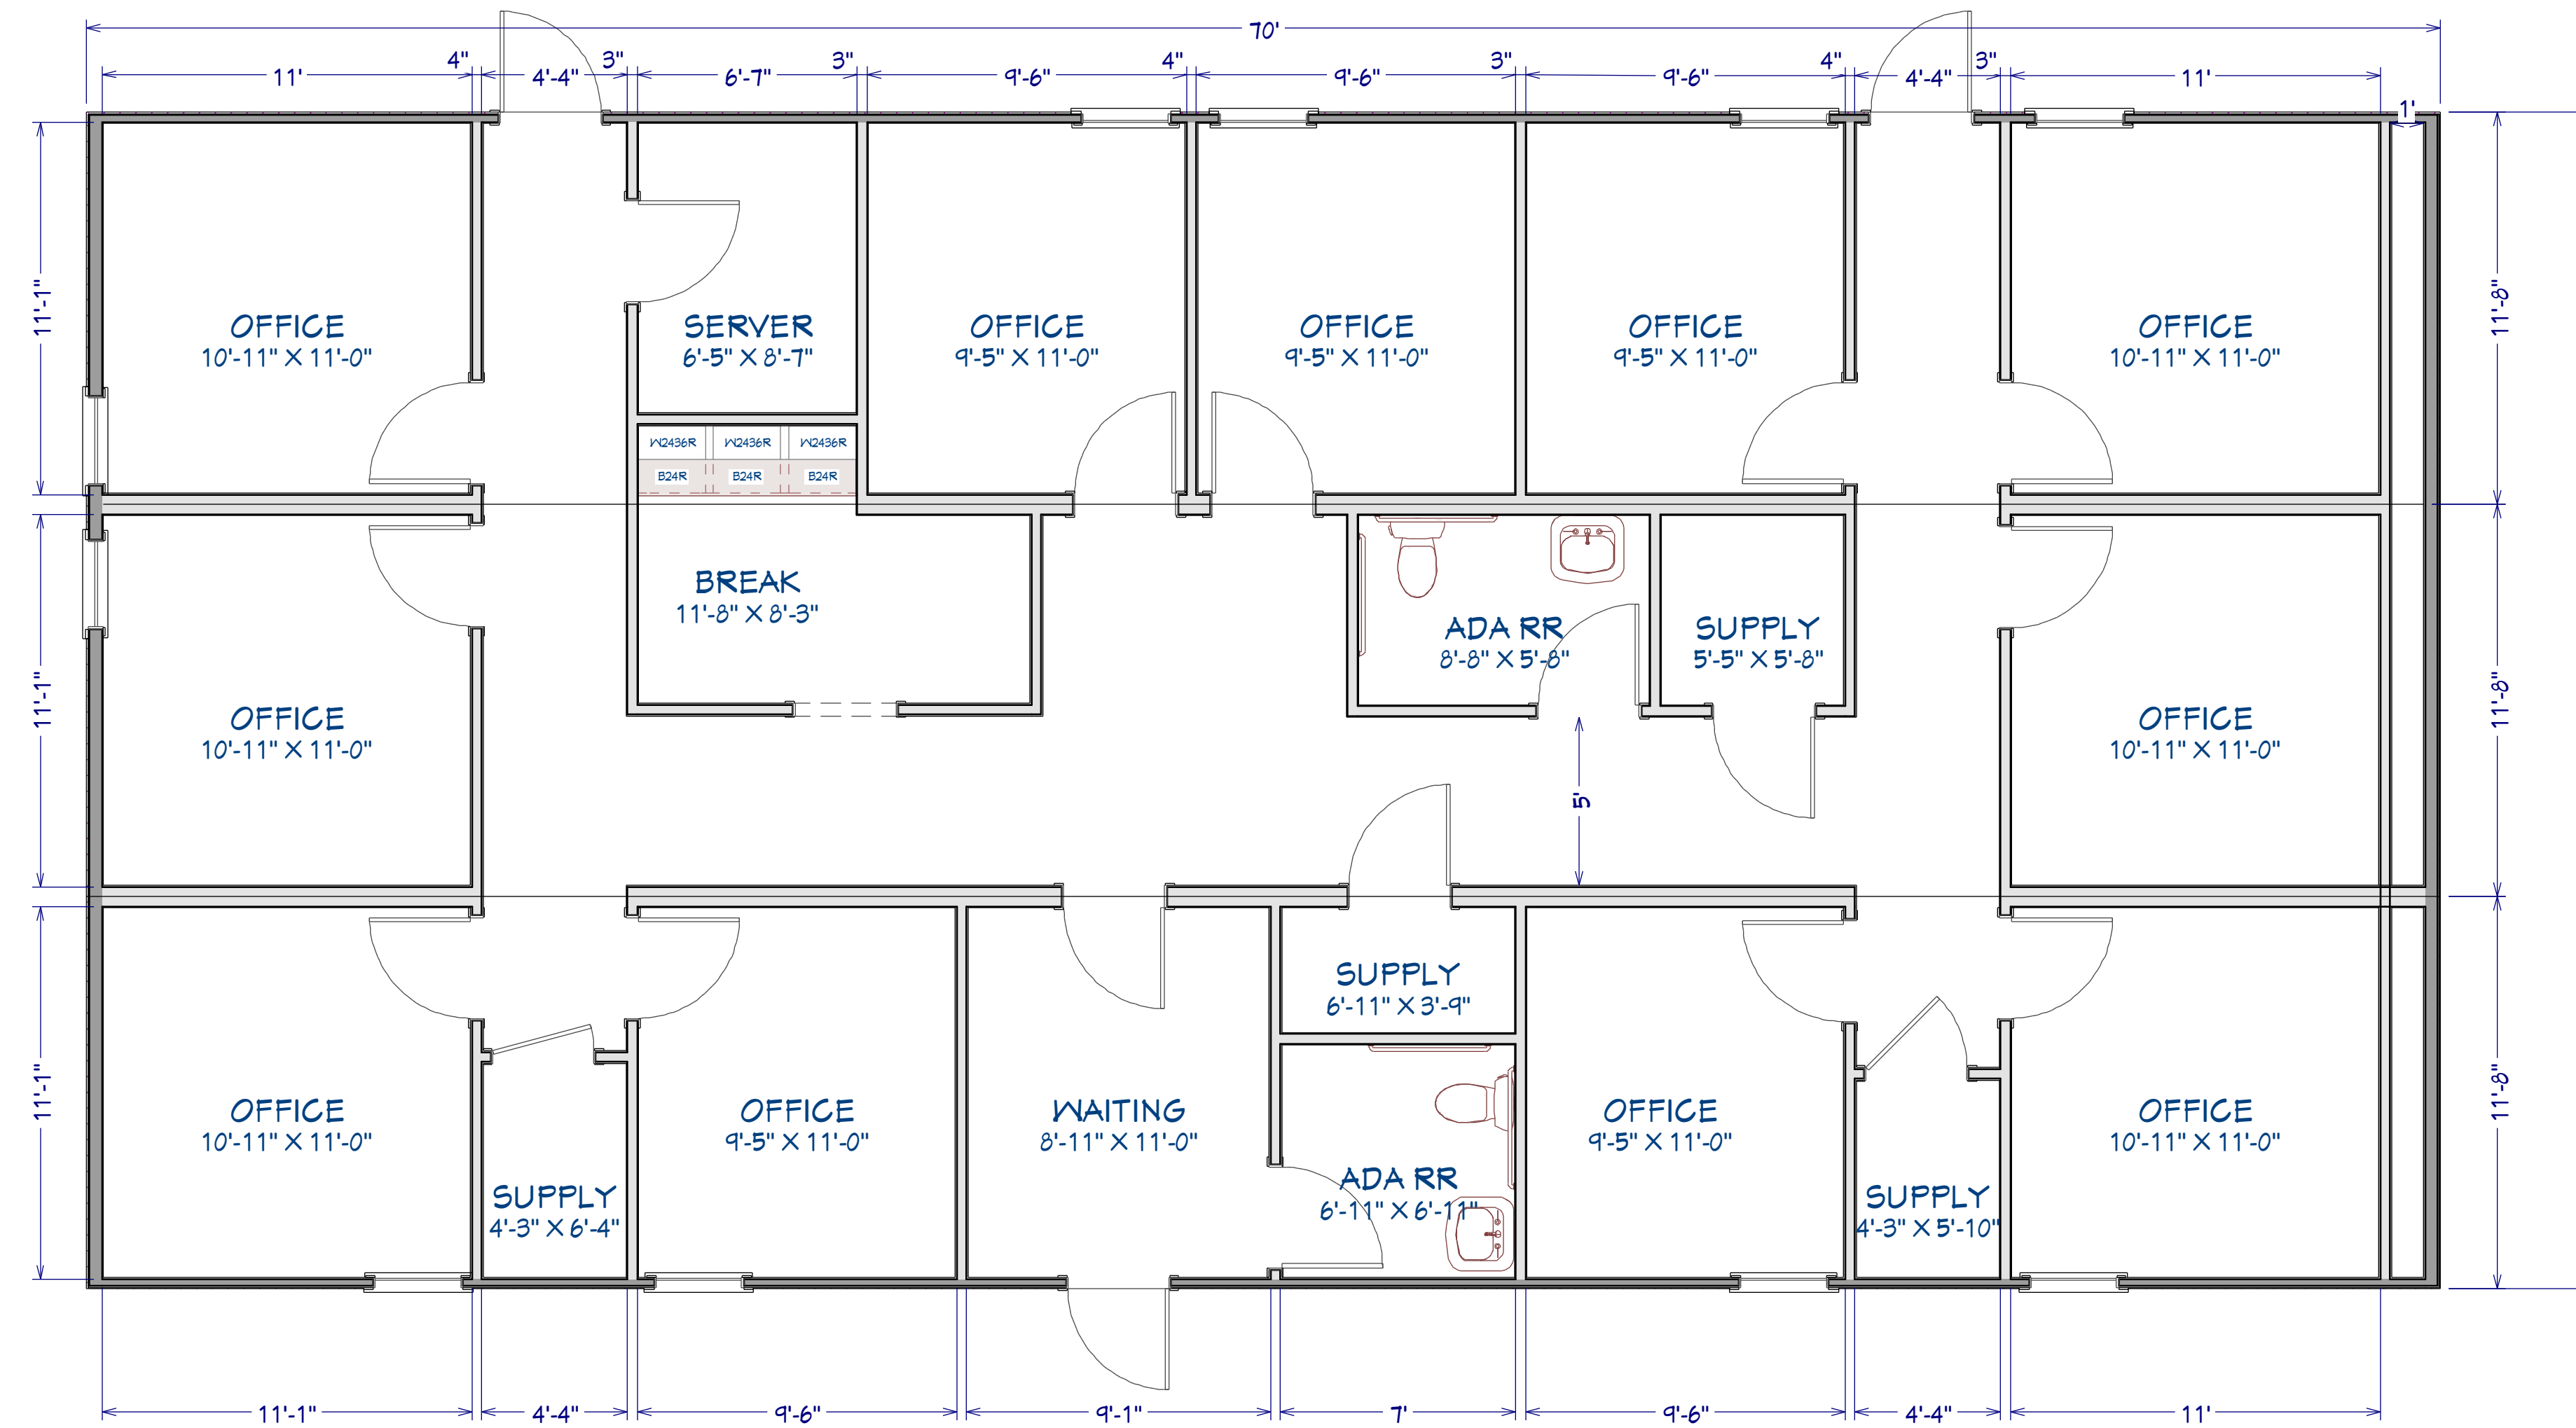 70'
4" 3" 3" 4" 3" 4" 3"
11' 4'-4" 6'-7" 9'-6" 9'-6" 9'-6" 4'-4" 11'
1'
11'-1" 11'-8"
OFFICE SERVER OFFICE OFFICE OFFICE OFFICE
10'-11" X 11'-0" 6'-5" X 8'-7" 9'-5" X 11'-0" 9'-5" X 11'-0" 9'-5" X 11'-0" 10'-11" X 11'-0"
W2436R W2436R W2436R
B24R B24R B24R
BREAK
11'-8" X 8'-3"
ADA RR SUPPLY
8'-8" X 5'-8" 5'-5" X 5'-8"
11'-1" 11'-8"
OFFICE OFFICE
10'-11" X 11'-0" 10'-11" X 11'-0"
5'
SUPPLY
6'-11" X 3'-9"
11'-1" 11'-8"
OFFICE OFFICE WAITING OFFICE OFFICE
10'-11" X 11'-0" 9'-5" X 11'-0" 8'-11" X 11'-0" 9'-5" X 11'-0" 10'-11" X 11'-0"
ADA RR
6'-11" X 6'-11"
SUPPLY SUPPLY
4'-3" X 6'-4" 4'-3" X 5'-10"
11'-1" 4'-4" 9'-6" 9'-1" 7' 9'-6" 4'-4" 11'